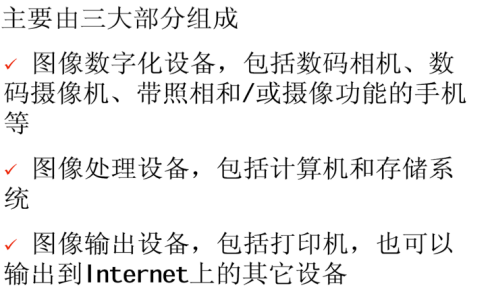 主要由三大部分组成
✓ 图像数字化设备，包括数码相机、数
码摄像机、带照相和/或摄像功能的手机
等
✓ 图像处理设备，包括计算机和存储系
统
✓ 图像输出设备，包括打印机，也可以
输出到Internet上的其它设备